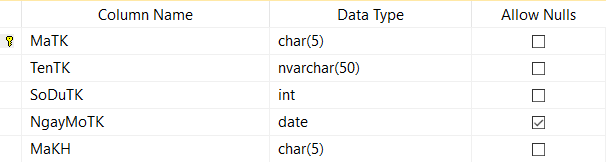 Column Name Data Type Allow Nulls
MaTK char(5)
TenTK nvarchar(50)
SoDuTK int
NgayMoTK date
MaKH char(5)